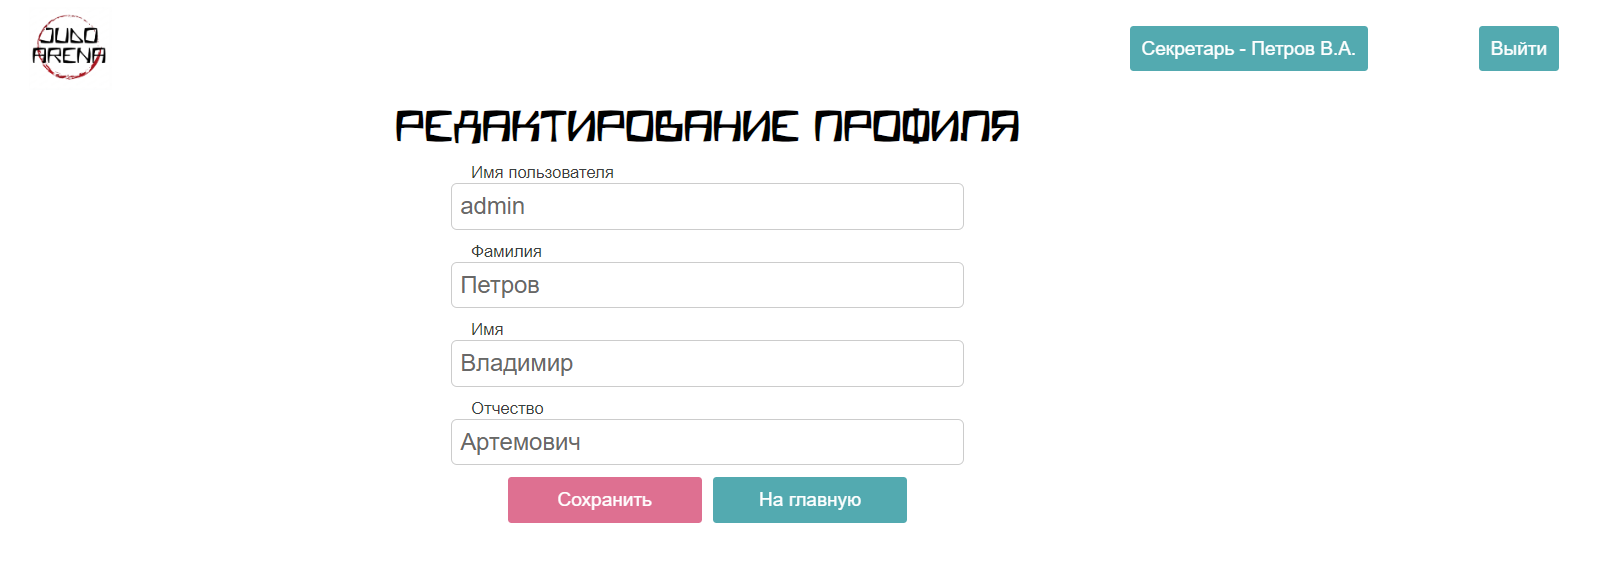 JUDO
ARENA
Секретарь - Петров В.А.
Выйти
РЕДАКТИРОВАНИЕ ПРОФИЛЯ
Имя пользователя
admin
Фамилия
Петров
Имя
Владимир
Отчество
Артемович
Сохранить
На главную